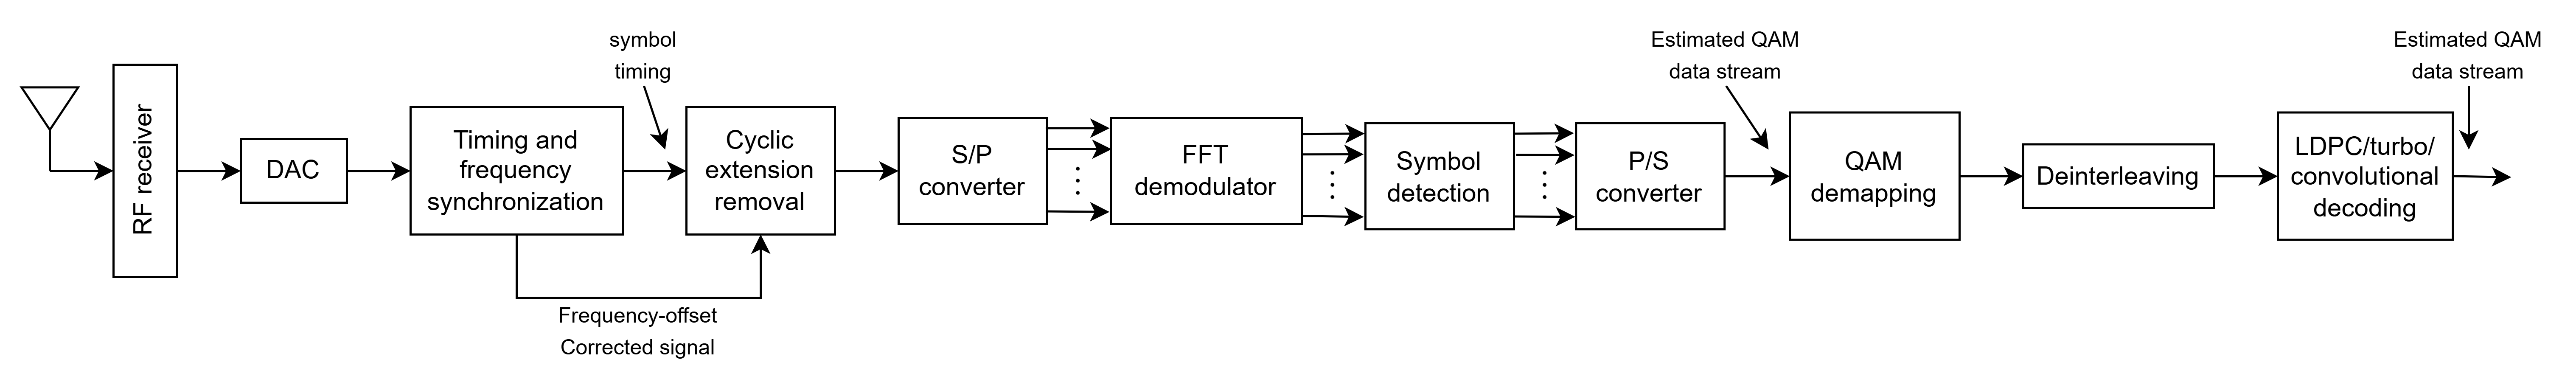 RF receiver
DAC
Timing and
frequency
synchronization
symbol
timing
Frequency-offset
Corrected signal
Cyclic
extension
removal
S/P
converter
FFT
demodulator
Symbol
detection
P/S
converter
Estimated QAM
data stream
QAM
demapping
Deinterleaving
LDPC/turbo/
convolutional
decoding
Estimated QAM
data stream